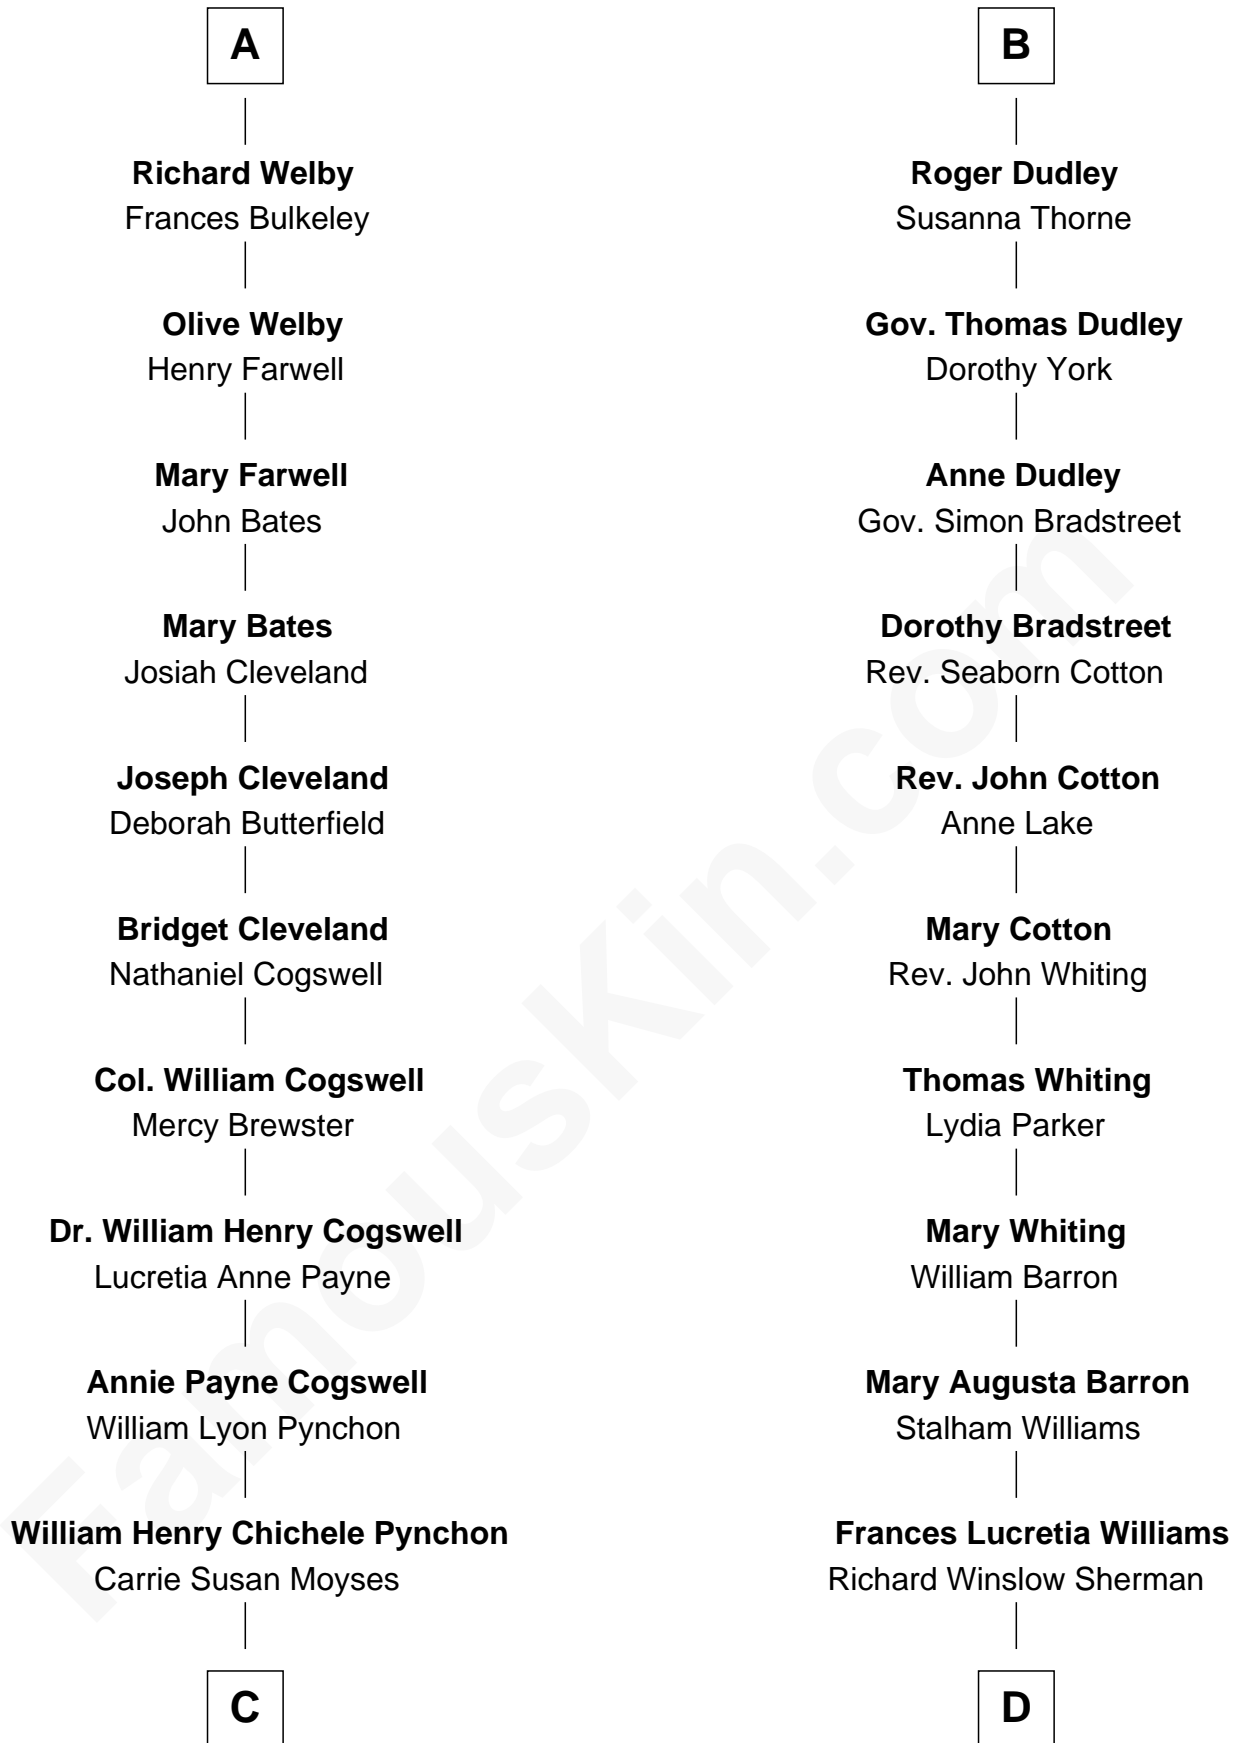 A
Richard Welby
Frances Bulkeley
Olive Welby
Henry Farwell
Mary Farwell
John Bates
Mary Bates
Josiah Cleveland
Joseph Cleveland
Deborah Butterfield
Bridget Cleveland
Nathaniel Cogswell
Col. William Cogswell
Mercy Brewster
Dr. William Henry Cogswell
Lucretia Anne Payne
Annie Payne Cogswell
William Lyon Pynchon
William Henry Chichele Pynchon
Carrie Susan Moyses
C
B
Roger Dudley
Susanna Thorne
Gov. Thomas Dudley
Dorothy York
Anne Dudley
Gov. Simon Bradstreet
Dorothy Bradstreet
Rev. Seaborn Cotton
Rev. John Cotton
Anne Lake
Mary Cotton
Rev. John Whiting
Thomas Whiting
Lydia Parker
Mary Whiting
William Barron
Mary Augusta Barron
Stalham Williams
Frances Lucretia Williams
Richard Winslow Sherman
D
FamousKin.com